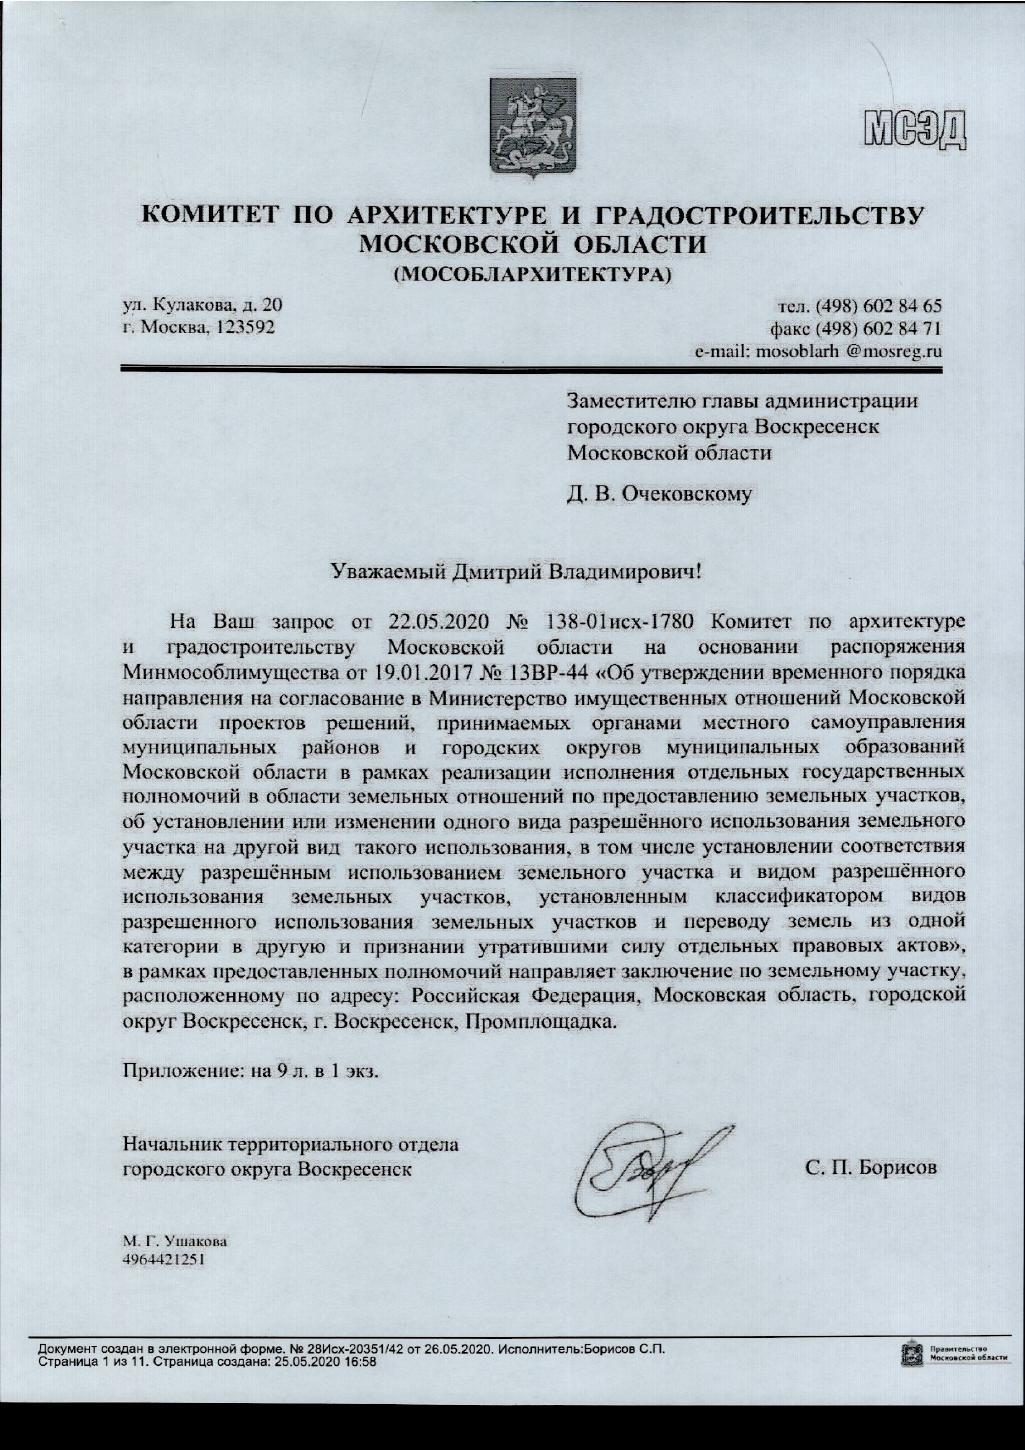 МСЭД
КОМИТЕТ ПО АРХИТЕКТУРЕ И ГРАДОСТРОИТЕЛЬСТВУ
МОСКОВСКОЙ ОБЛАСТИ
(МОСОБЛАРХИТЕКТУРА)
ул. Кулакова, д. 20
г. Москва, 123592
тел. (498) 602 84 65
факс (498) 602 84 71
e-mail: mosoblarh @mosreg.ru
Заместителю главы администрации
городского округа Воскресенск
Московской области
Д. В. Очековскому
Уважаемый Дмитрий Владимирович!
На Ваш запрос от 22.05.2020 № 138-01исх-1780 Комитет по архитектуре
и градостроительству Московской области на основании распоряжения
Минмособлимущества от 19.01.2017 № 13ВР-44 «Об утверждении временного порядка
направления на согласование в Министерство имущественных отношений Московской
области проектов решений, принимаемых органами местного самоуправления
муниципальных районов и городских округов муниципальных образований
Московской области в рамках реализации исполнения отдельных государственных
полномочий в области земельных отношений по предоставлению земельных участков,
об установлении или изменении одного вида разрешённого использования земельного
участка на другой вид такого использования, в том числе установлении соответствия
между разрешённым использованием земельного участка и видом разрешённого
использования земельных участков, установленным классификатором видов
разрешенного использования земельных участков и переводу земель из одной
категории в другую и признании утратившими силу отдельных правовых актов»,
в рамках предоставленных полномочий направляет заключение по земельному участку,
расположенному по адресу: Российская Федерация, Московская область, городской
округ Воскресенск, г. Воскресенск, Промплощадка.
Приложение: на 9 л. в 1 экз.
Начальник территориального отдела
городского округа Воскресенск
С. П. Борисов
М. Г. Ушакова
4964421251
Документ создан в электронной форме. № 28Исх-20351/42 от 26.05.2020. Исполнитель:Борисов С.П.
Страница 1 из 11. Страница создана: 25.05.2020 16:58
Правительство
Московской области